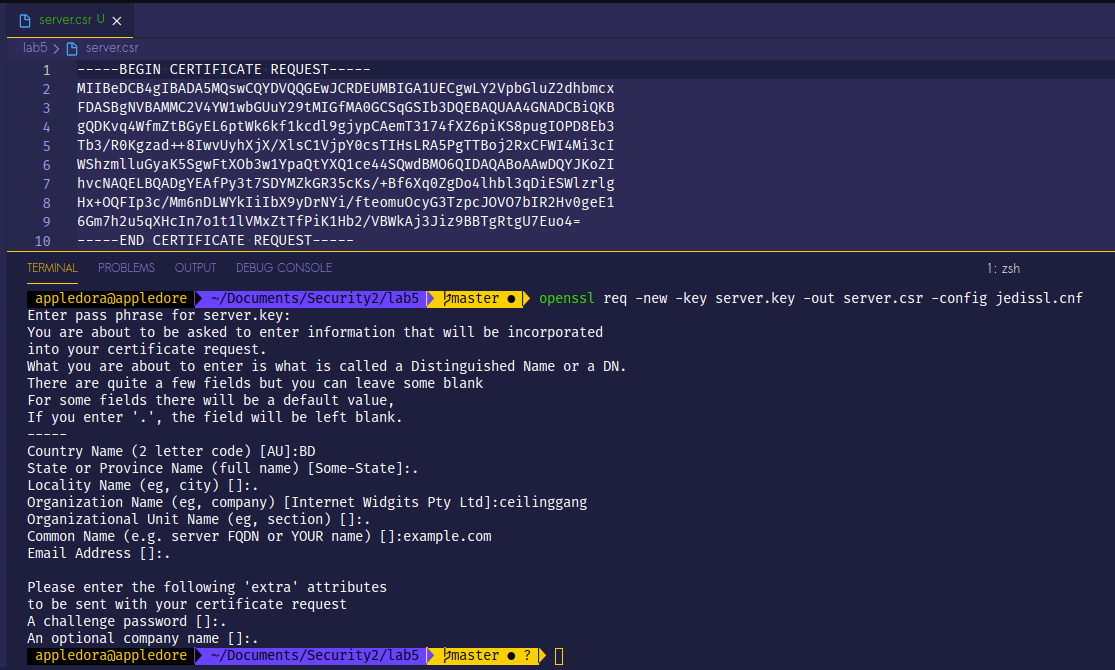 server.csr U ×
lab5 > server.csr
1 -----BEGIN CERTIFICATE REQUEST-----
2 MIIBeDCB4gIBADA5MQswCQYDVQQGEwJCRDEUMBIGA1UECgwLY2VpbGluZ2dhbmcx
3 FDASBgNVBAMMC2V4YW1wbGUuY29tMIGfMA0GCSqGSIb3DQEBAQUAA4GNADCBiQKB
4 gQDKvq4WfmZtBGyEL6ptWk6kf1kcdl9gjypCAemT3174fXZ6piKS8pugIOPD8Eb3
5 Tb3/R0Kgzad++8IwvUyhXjX/XlsC1VjpY0csTIHsLRA5PgTTBoj2RxCFWI4Mi3cI
6 WShzmlluGyaK5SgwFtXOb3w1YpaQtYXQ1ce44SQwdBMO6QIDAQABoAAwDQYJKoZI
7 hvcNAQELBQADgYEAfPy3t7SDYMZkGR35cKs/+Bf6Xq0ZgDo4lhbl3qDiESWlzrlg
8 Hx+OQFIp3c/Mm6nDLWYkIiIbX9yDrNYi/fteomuOcyG3TzpcJOVO7bIR2Hv0geE1
9 6Gm7h2u5qXHcIn7o1t1lVMxZtTfPiK1Hb2/VBWkAj3Jiz9BBTgRtgU7Euo4=
10 -----END CERTIFICATE REQUEST-----
TERMINAL PROBLEMS OUTPUT DEBUG CONSOLE 1: zsh
appledora@appledore ~/Documents/Security2/lab5 master ● openssl req -new -key server.key -out server.csr -config jedissl.cnf
Enter pass phrase for server.key:
You are about to be asked to enter information that will be incorporated
into your certificate request.
What you are about to enter is what is called a Distinguished Name or a DN.
There are quite a few fields but you can leave some blank
For some fields there will be a default value,
If you enter '.', the field will be left blank.
-----
Country Name (2 letter code) [AU]:BD
State or Province Name (full name) [Some-State]:.
Locality Name (eg, city) []:.
Organization Name (eg, company) [Internet Widgits Pty Ltd]:ceilinggang
Organizational Unit Name (eg, section) []:.
Common Name (e.g. server FQDN or YOUR name) []:example.com
Email Address []:.
Please enter the following 'extra' attributes
to be sent with your certificate request
A challenge password []:.
An optional company name []:.
appledora@appledore ~/Documents/Security2/lab5 master ● ?